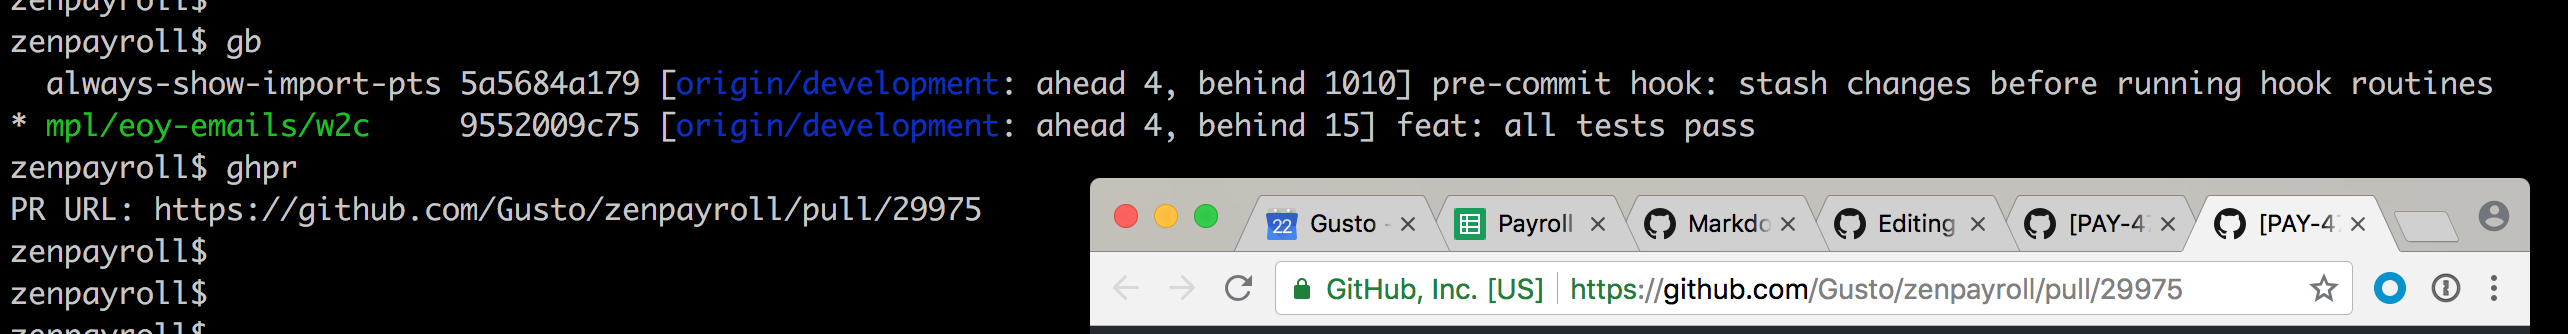 zenpayroll$
zenpayroll$ gb
always-show-import-pts 5a5684a179 [origin/development: ahead 4, behind 1010] pre-commit hook: stash changes before running hook routines
* mpl/eoy-emails/w2c 9552009c75 [origin/development: ahead 4, behind 15] feat: all tests pass
zenpayroll$ ghpr
PR URL: https://github.com/Gusto/zenpayroll/pull/29975
zenpayroll$
zenpayroll$
zenpayroll$
22 Gusto - Payroll Markdo Editing [PAY-47 [PAY-47
GitHub, Inc. [US] https://github.com/Gusto/zenpayroll/pull/29975